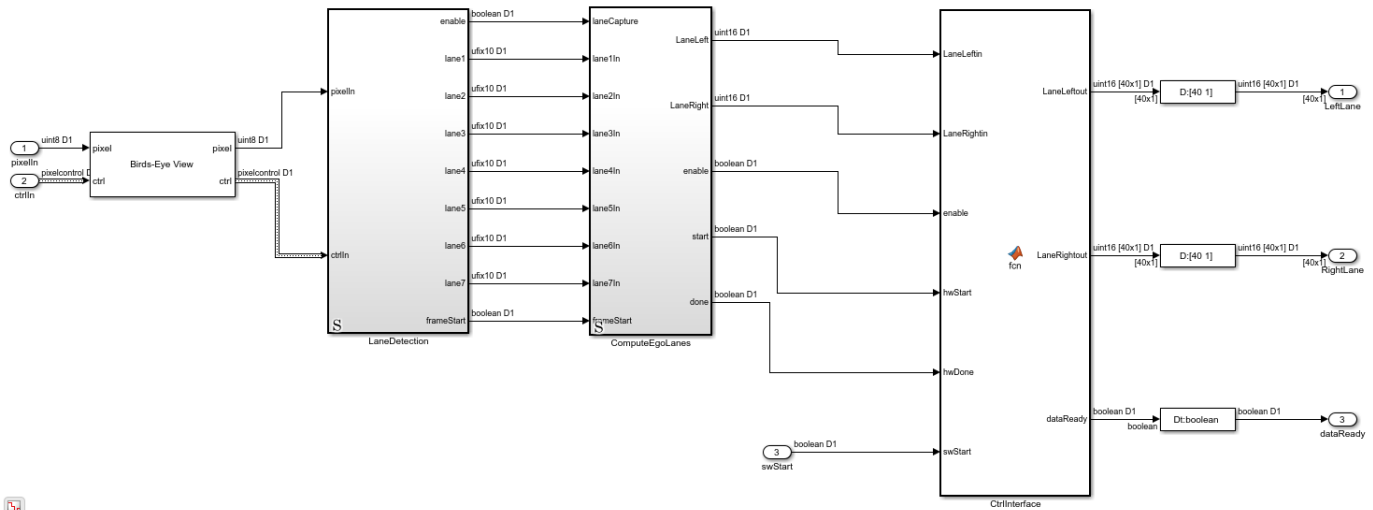 1
pixelIn
uint8 D1
2
ctrlIn
pixelcontrol D
pixel
ctrl
Birds-Eye View
pixel
ctrl
uint8 D1
pixelcontrol D1
pixelIn
ctrlIn
enable
lane1
lane2
lane3
lane4
lane5
lane6
lane7
frameStart
S
LaneDetection
boolean D1
ufix10 D1
ufix10 D1
ufix10 D1
ufix10 D1
ufix10 D1
ufix10 D1
ufix10 D1
boolean D1
laneCapture
lane1In
lane2In
lane3In
lane4In
lane5In
lane6In
lane7In
frameStart
S
LaneLeft
LaneRight
enable
start
done
ComputeEgoLanes
uint16 D1
uint16 D1
boolean D1
boolean D1
boolean D1
3
swStart
boolean D1
LaneLeftin
LaneRightin
enable
hwStart
hwDone
swStart
fcn
LaneLeftout
LaneRightout
dataReady
CtrlInterface
uint16 [40x1] D1
[40x1]
D:[40 1]
uint16 [40x1] D1
[40x1]
1
LeftLane
uint16 [40x1] D1
[40x1]
D:[40 1]
uint16 [40x1] D1
[40x1]
2
RightLane
boolean D1
boolean
Dt:boolean
boolean D1
3
dataReady